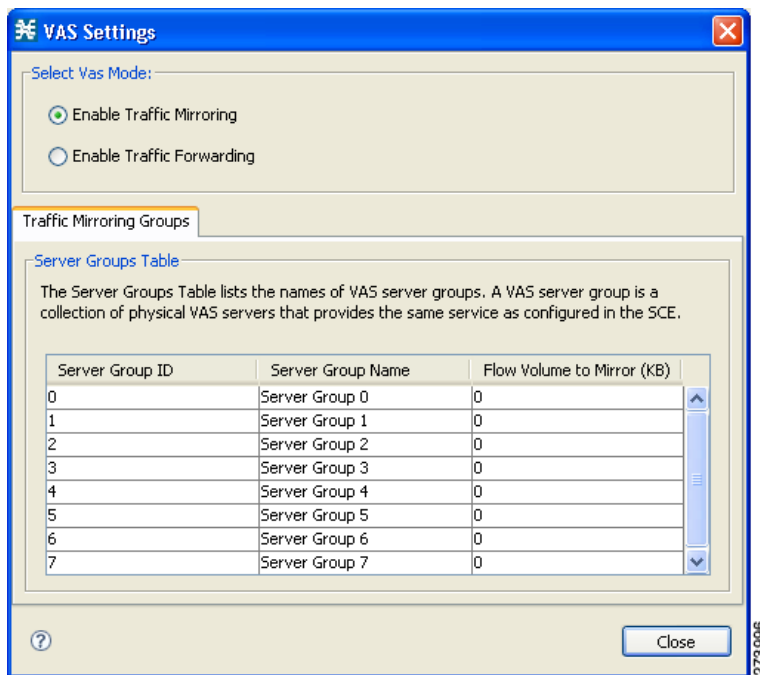 VAS Settings
Select Vas Mode:
Enable Traffic Mirroring
Enable Traffic Forwarding
Traffic Mirroring Groups
Server Groups Table
The Server Groups Table lists the names of VAS server groups. A VAS server group is a
collection of physical VAS servers that provides the same service as configured in the SCE.
Server Group ID Server Group Name Flow Volume to Mirror (KB)
0 Server Group 0 0
1 Server Group 1 0
2 Server Group 2 0
3 Server Group 3 0
4 Server Group 4 0
5 Server Group 5 0
6 Server Group 6 0
7 Server Group 7 0
? Close